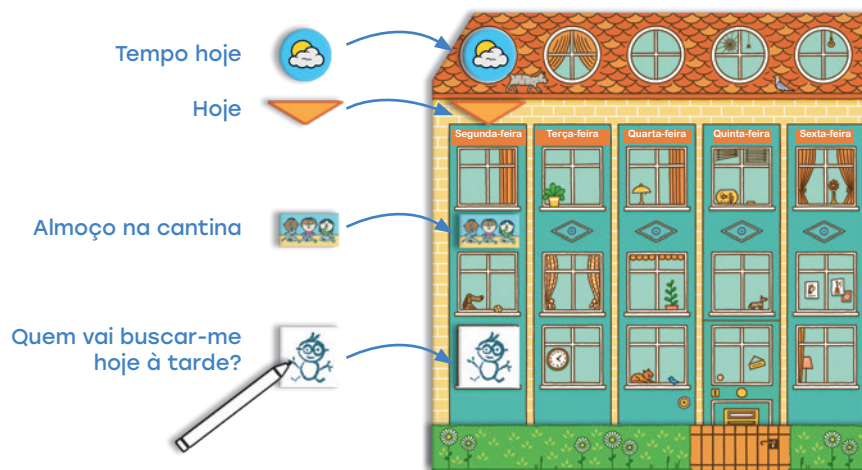 Tempo hoje
Hoje
Segunda-feira
Terça-feira
Quarta-feira
Quinta-feira
Sexta-feira
Almoço na cantina
Quem vai buscar-me
hoje à tarde?